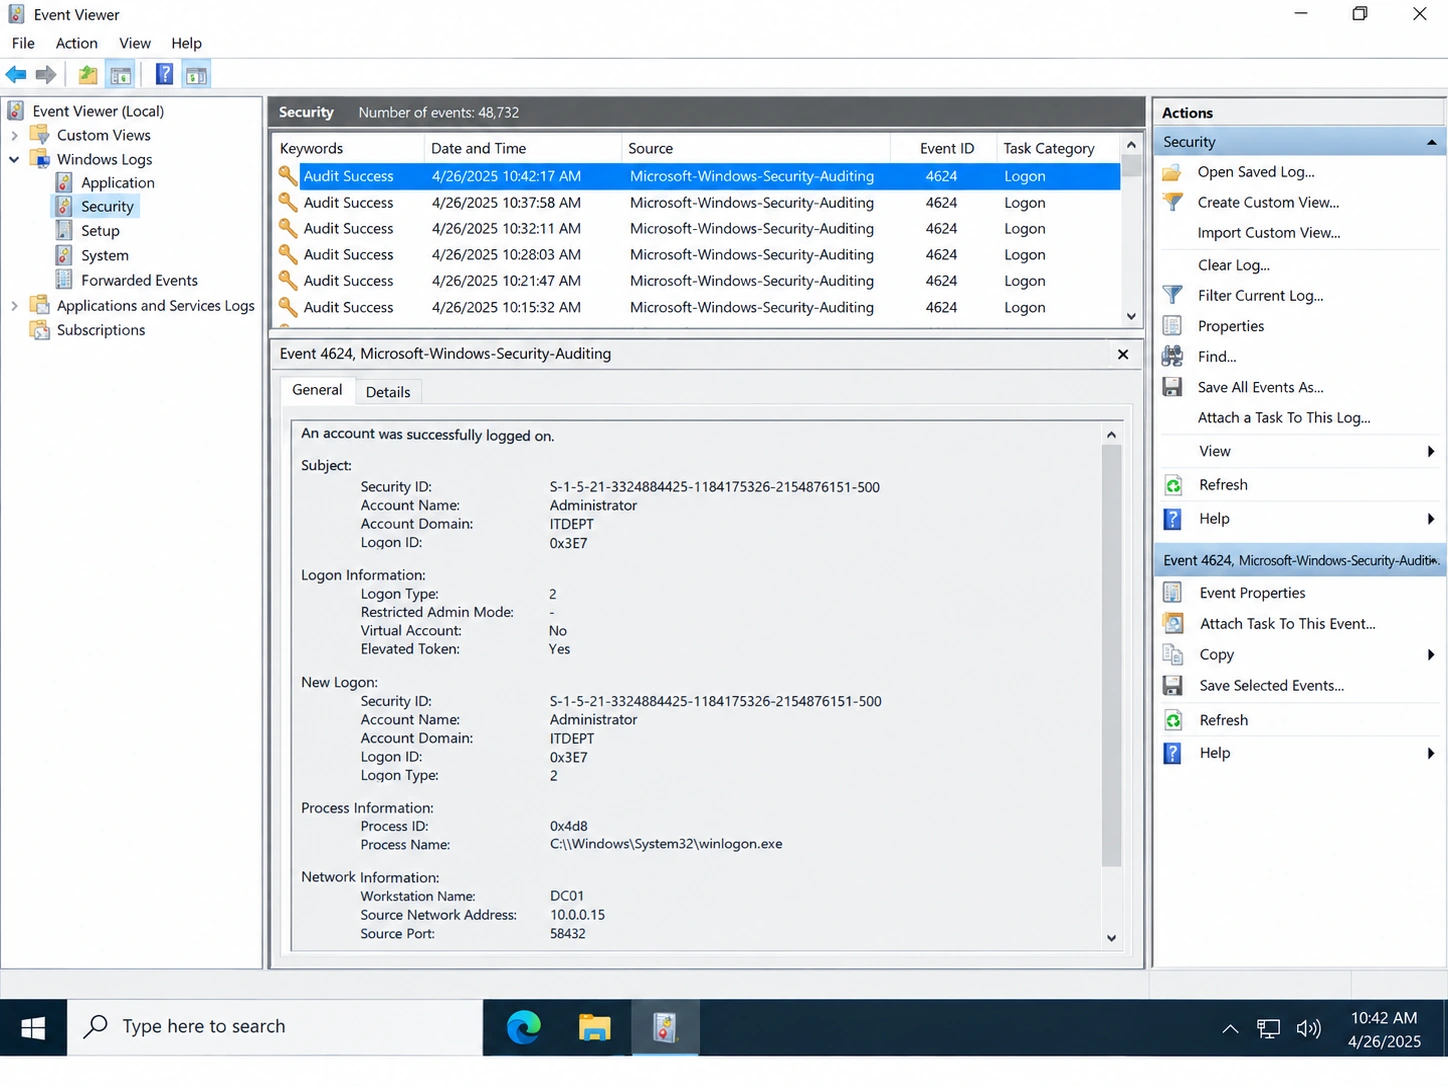 Event Viewer
File Action View Help
Event Viewer (Local)
Custom Views
Windows Logs
Application
Security
Setup
System
Forwarded Events
Applications and Services Logs
Subscriptions
Security Number of events: 48,732
Keywords Date and Time Source Event ID Task Category
Audit Success 4/26/2025 10:42:17 AM Microsoft-Windows-Security-Auditing 4624 Logon
Audit Success 4/26/2025 10:37:58 AM Microsoft-Windows-Security-Auditing 4624 Logon
Audit Success 4/26/2025 10:32:11 AM Microsoft-Windows-Security-Auditing 4624 Logon
Audit Success 4/26/2025 10:28:03 AM Microsoft-Windows-Security-Auditing 4624 Logon
Audit Success 4/26/2025 10:21:47 AM Microsoft-Windows-Security-Auditing 4624 Logon
Audit Success 4/26/2025 10:15:32 AM Microsoft-Windows-Security-Auditing 4624 Logon
Event 4624, Microsoft-Windows-Security-Auditing
General Details
An account was successfully logged on.
Subject:
Security ID: S-1-5-21-3324884425-1184175326-2154876151-500
Account Name: Administrator
Account Domain: ITDEPT
Logon ID: 0x3E7
Logon Information:
Logon Type: 2
Restricted Admin Mode: -
Virtual Account: No
Elevated Token: Yes
New Logon:
Security ID: S-1-5-21-3324884425-1184175326-2154876151-500
Account Name: Administrator
Account Domain: ITDEPT
Logon ID: 0x3E7
Logon Type: 2
Process Information:
Process ID: 0x4d8
Process Name: C:\\Windows\System32\winlogon.exe
Network Information:
Workstation Name: DC01
Source Network Address: 10.0.0.15
Source Port: 58432
Actions
Security
Open Saved Log...
Create Custom View...
Import Custom View...
Clear Log...
Filter Current Log...
Properties
Find...
Save All Events As...
Attach a Task To This Log...
View
Refresh
Help
Event 4624, Microsoft-Windows-Security-Auditi...
Event Properties
Attach Task To This Event...
Copy
Save Selected Events...
Refresh
Help
Type here to search
10:42 AM
4/26/2025